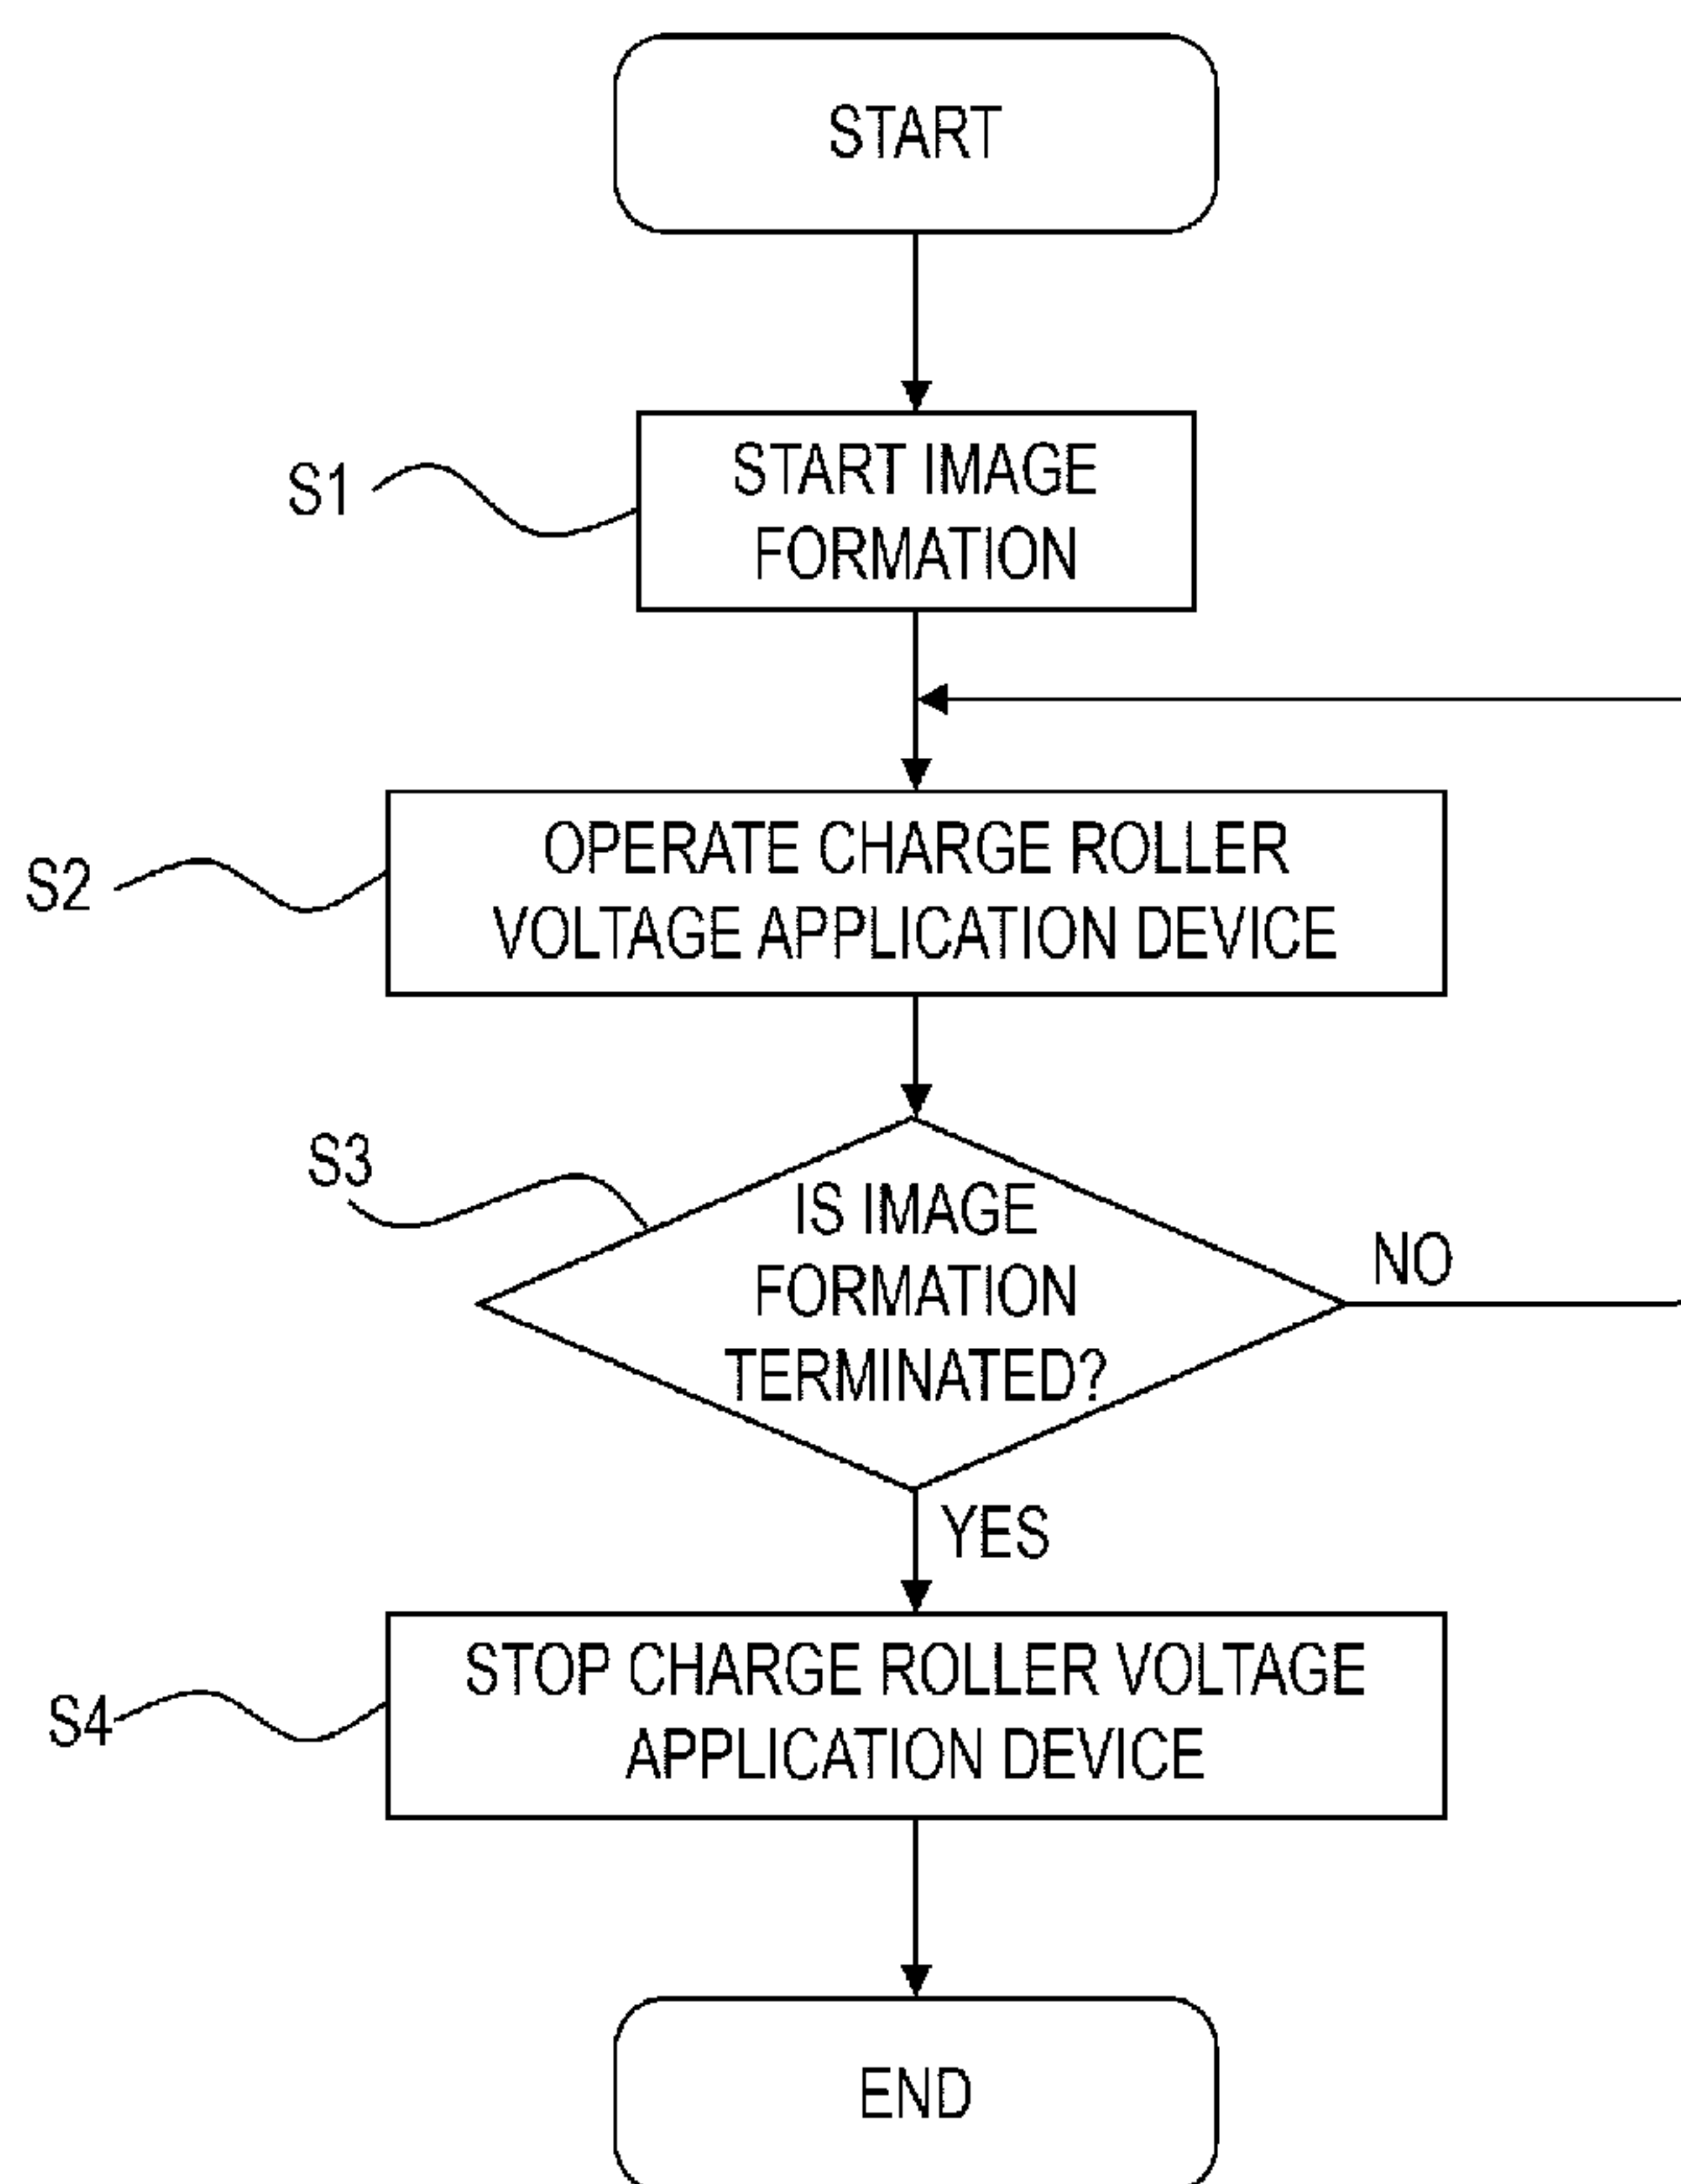 START
S1
START IMAGE
FORMATION
S2
OPERATE CHARGE ROLLER
VOLTAGE APPLICATION DEVICE
S3
IS IMAGE
FORMATION
TERMINATED?
NO
YES
S4
STOP CHARGE ROLLER VOLTAGE
APPLICATION DEVICE
END